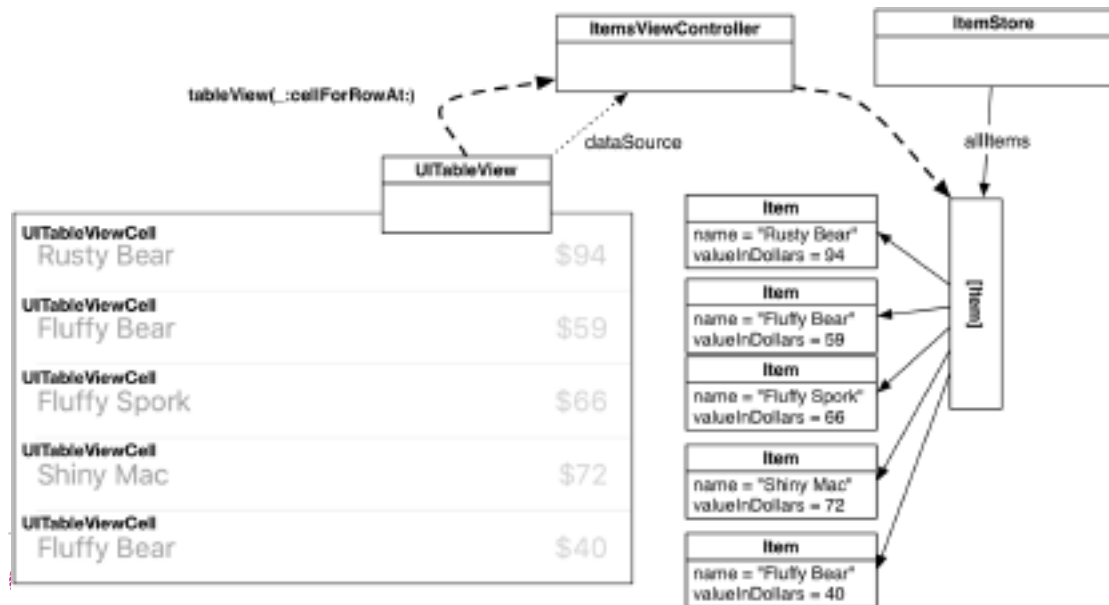 ItemsViewController
ItemStore
tableView(_:cellForRowAt:)
dataSource
allItems
UITableView
UITableViewCell
Rusty Bear $94
UITableViewCell
Fluffy Bear $59
UITableViewCell
Fluffy Spork $66
UITableViewCell
Shiny Mac $72
UITableViewCell
Fluffy Bear $40
Item
name = "Rusty Bear"
valueInDollars = 94
Item
name = "Fluffy Bear"
valueInDollars = 59
Item
name = "Fluffy Spork"
valueInDollars = 66
Item
name = "Shiny Mac"
valueInDollars = 72
Item
name = "Fluffy Bear"
valueInDollars = 40
[Item]